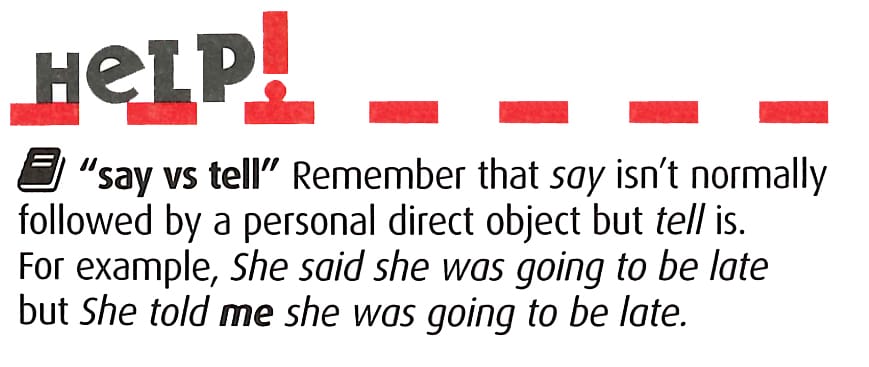 HeLP!
“say vs tell” Remember that say isn’t normally
followed by a personal direct object but tell is.
For example, She said she was going to be late
but She told me she was going to be late.